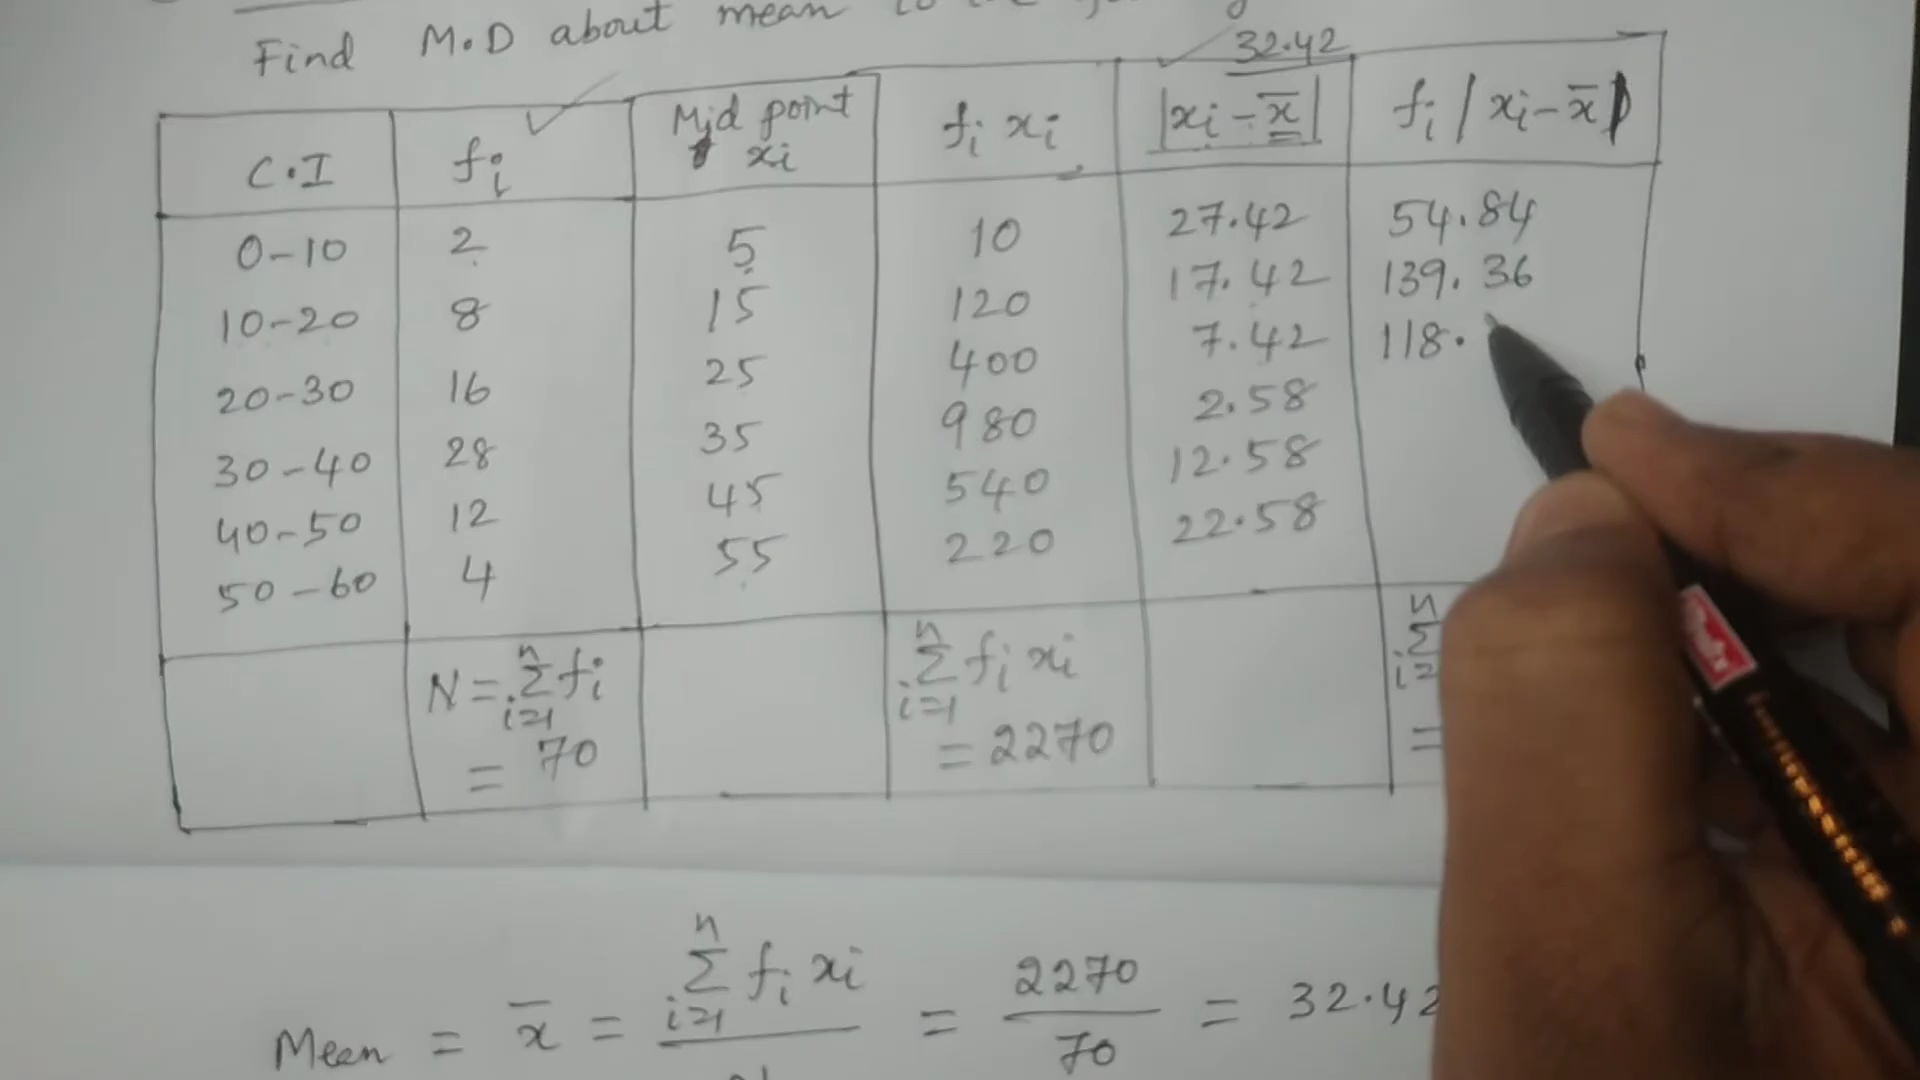 Find M.D about mean to the
32.42
C.I fi Mid point xi fi xi |xi - x̄| fi |xi - x̄|
0-10 2 5 10 27.42 54.84
10-20 8 15 120 17.42 139.36
20-30 16 25 400 7.42 118.
30-40 28 35 980 2.58
40-50 12 45 540 12.58
50-60 4 55 220 22.58
N = n Σ i=1 fi = 70 n Σ i=1 fi xi = 2270 n Σ i= =
Mean = x̄ = n Σ i=1 fi xi = 2270 / 70 = 32.42